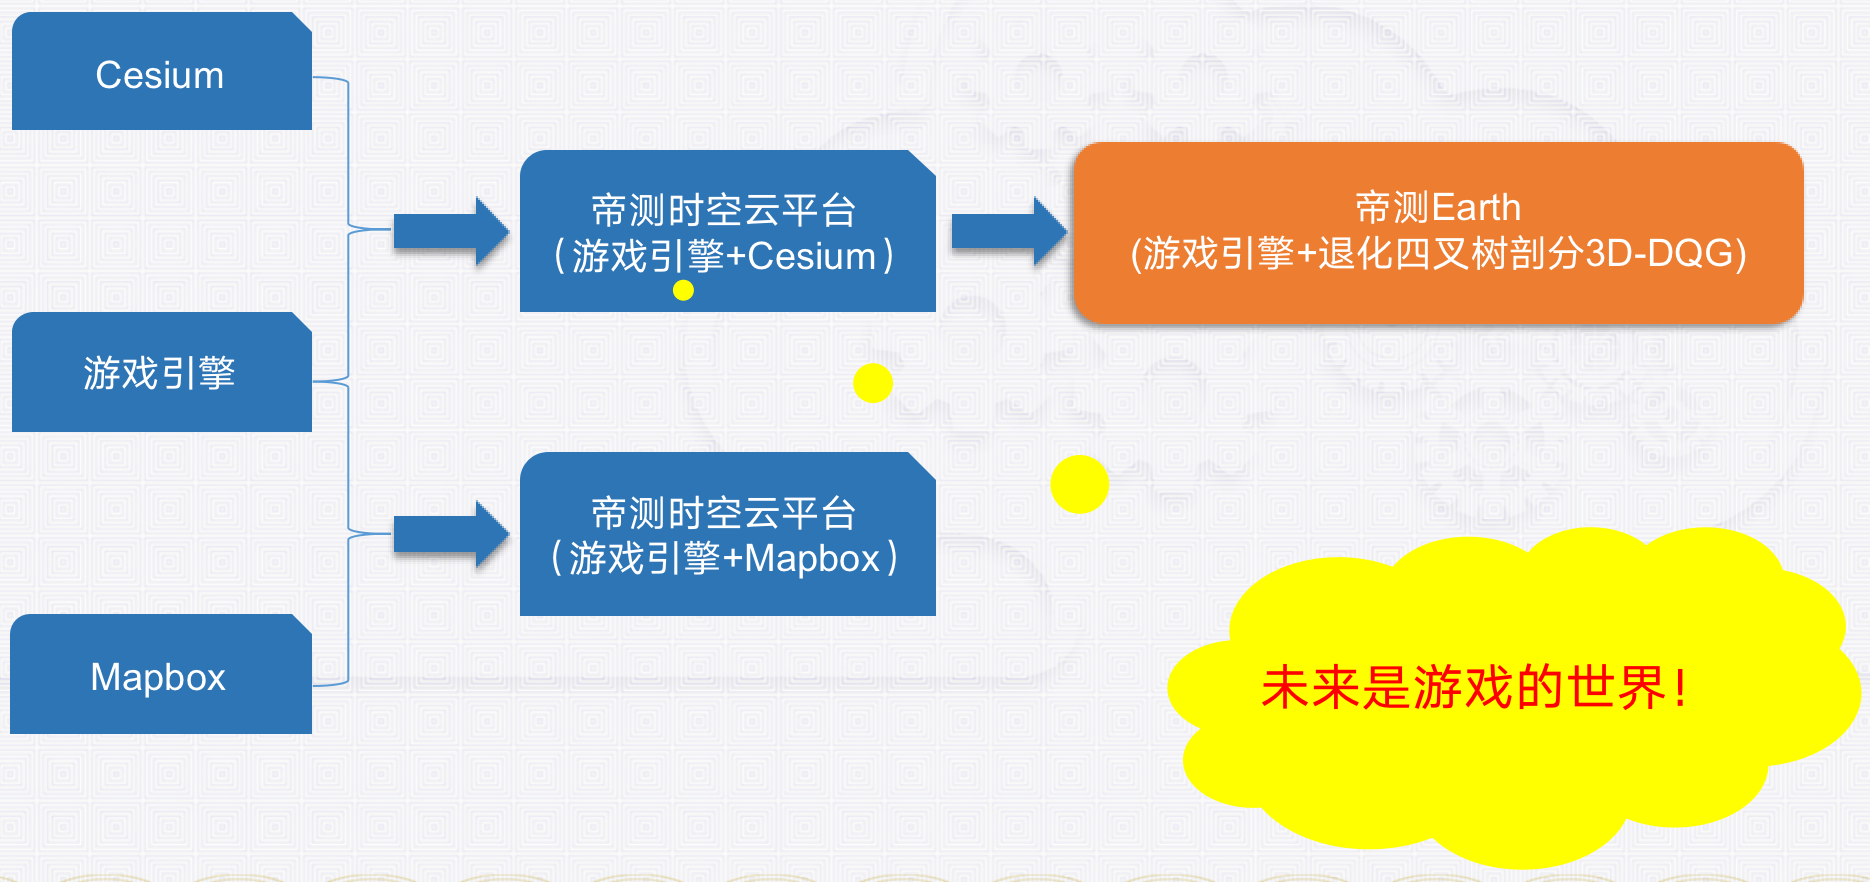 Cesium
游戏引擎
Mapbox
帝测时空云平台
(游戏引擎+Cesium)
帝测时空云平台
(游戏引擎+Mapbox)
帝测Earth
(游戏引擎+退化四叉树剖分3D-DQG)
未来是游戏的世界!